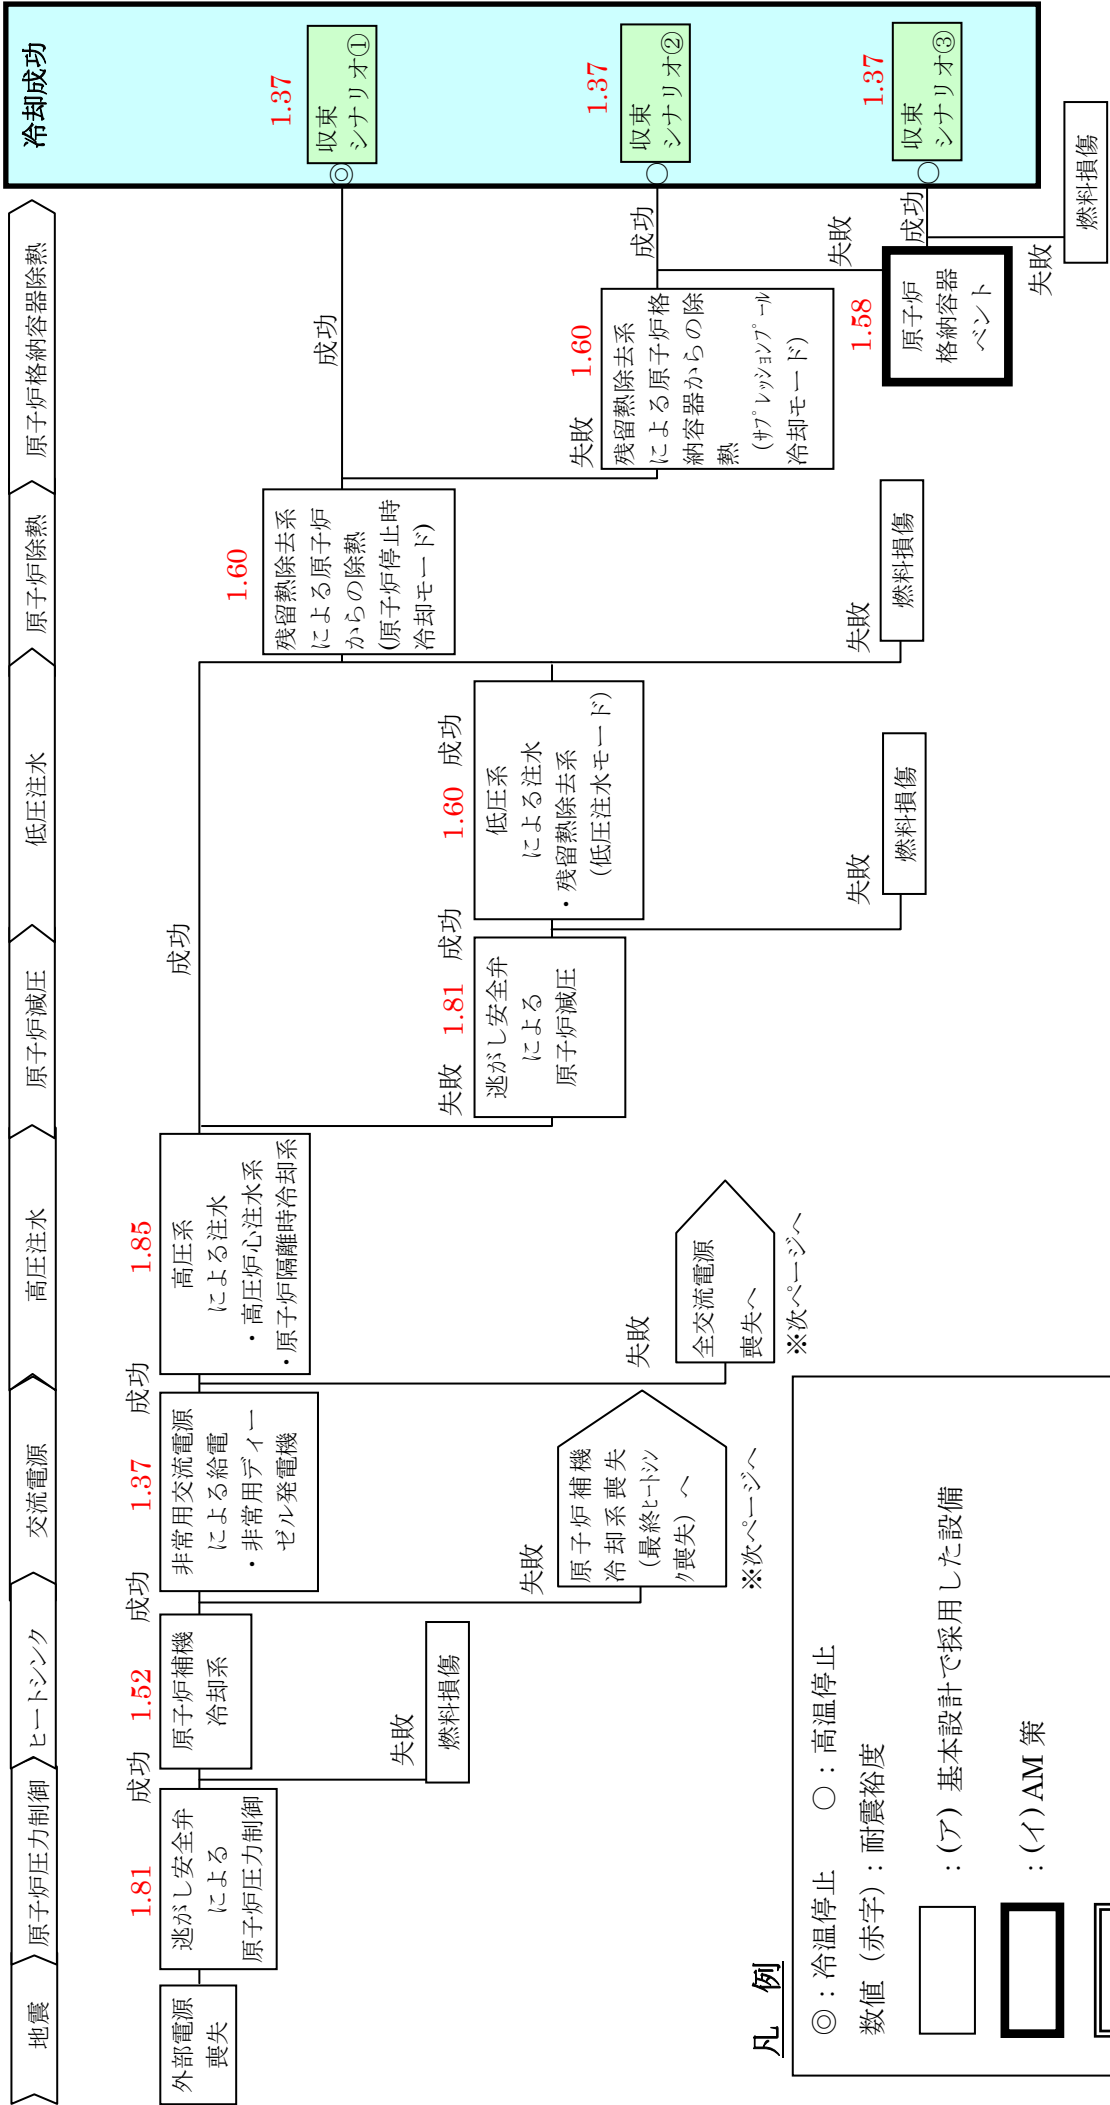 地震
原子炉圧力制御
ヒートシンク
交流電源
高圧注水
原子炉減圧
低圧注水
原子炉除熱
原子炉格納容器除熱
冷却成功
外部電源
喪失
1.81
逃がし安全弁
による
原子炉圧力制御
成功
失敗
燃料損傷
1.52
原子炉補機
冷却系
成功
失敗
原子炉補機
冷却系喪失
(最終ヒートシン
ク喪失) へ
※次ページへ
1.37
非常用交流電源
による給電
・非常用ディー
ゼル発電機
成功
失敗
全交流電源
喪失へ
※次ページへ
1.85
高圧系
による注水
・高圧炉心注水系
・原子炉隔離時冷却系
成功
失敗
1.81
逃がし安全弁
による
原子炉減圧
成功
失敗
燃料損傷
1.60
低圧系
による注水
・残留熱除去系
(低圧注水モード)
成功
失敗
燃料損傷
1.60
残留熱除去系
による原子炉
からの除熱
(原子炉停止時
冷却モード)
成功
失敗
1.60
残留熱除去系
による原子炉格
納容器からの除
熱
(サプレッションプール
冷却モード)
成功
失敗
1.58
原子炉
格納容器
ベント
成功
失敗
燃料損傷
1.37
◎
収束
シナリオ①
1.37
○
収束
シナリオ②
1.37
○
収束
シナリオ③
凡 例
◎：冷温停止 ○：高温停止
数値（赤字）：耐震裕度
：(ア) 基本設計で採用した設備
：(イ) AM 策